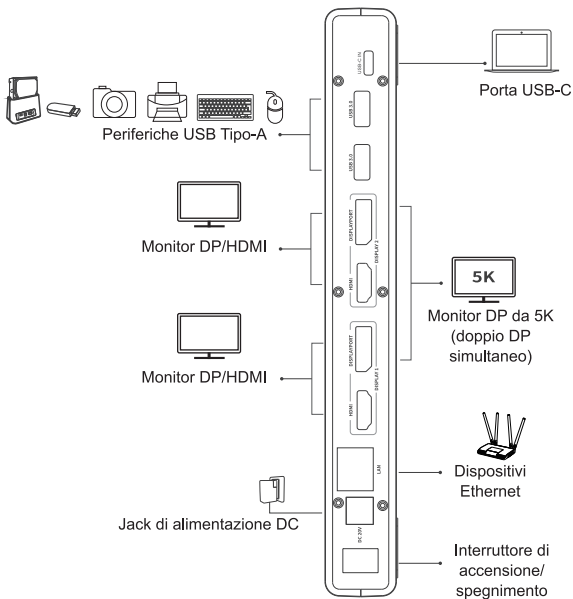 USB-C IN
Porta USB-C
USB 3.0
Periferiche USB Tipo-A
USB 3.0
DISPLAYPORT
DISPLAY 2
HDMI
Monitor DP/HDMI
5K
Monitor DP da 5K
(doppio DP
simultaneo)
DISPLAYPORT
DISPLAY 1
HDMI
Monitor DP/HDMI
LAN
Dispositivi
Ethernet
DC 20V
Jack di alimentazione DC
Interruttore di
accensione/
spegnimento